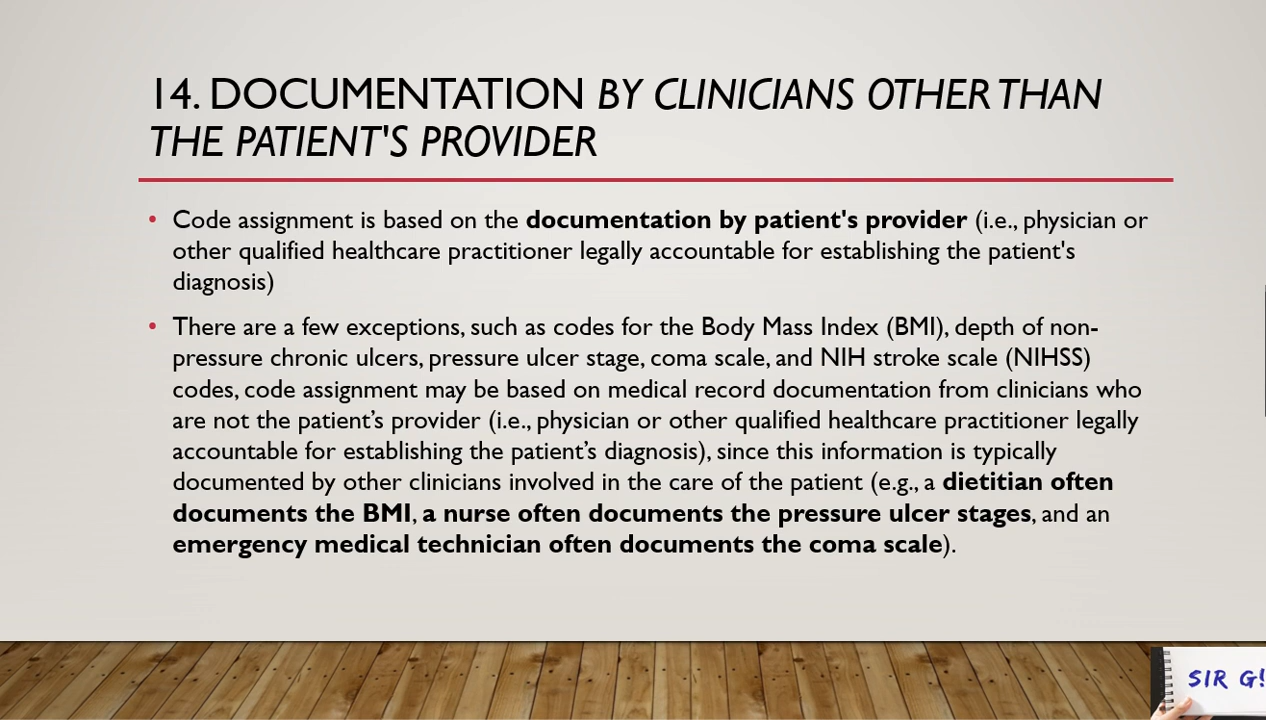 14. DOCUMENTATION BY CLINICIANS OTHER THAN
THE PATIENT'S PROVIDER
• Code assignment is based on the documentation by patient's provider (i.e., physician or
other qualified healthcare practitioner legally accountable for establishing the patient's
diagnosis)
• There are a few exceptions, such as codes for the Body Mass Index (BMI), depth of non-
pressure chronic ulcers, pressure ulcer stage, coma scale, and NIH stroke scale (NIHSS)
codes, code assignment may be based on medical record documentation from clinicians who
are not the patient’s provider (i.e., physician or other qualified healthcare practitioner legally
accountable for establishing the patient’s diagnosis), since this information is typically
documented by other clinicians involved in the care of the patient (e.g., a dietitian often
documents the BMI, a nurse often documents the pressure ulcer stages, and an
emergency medical technician often documents the coma scale).
SIR G!